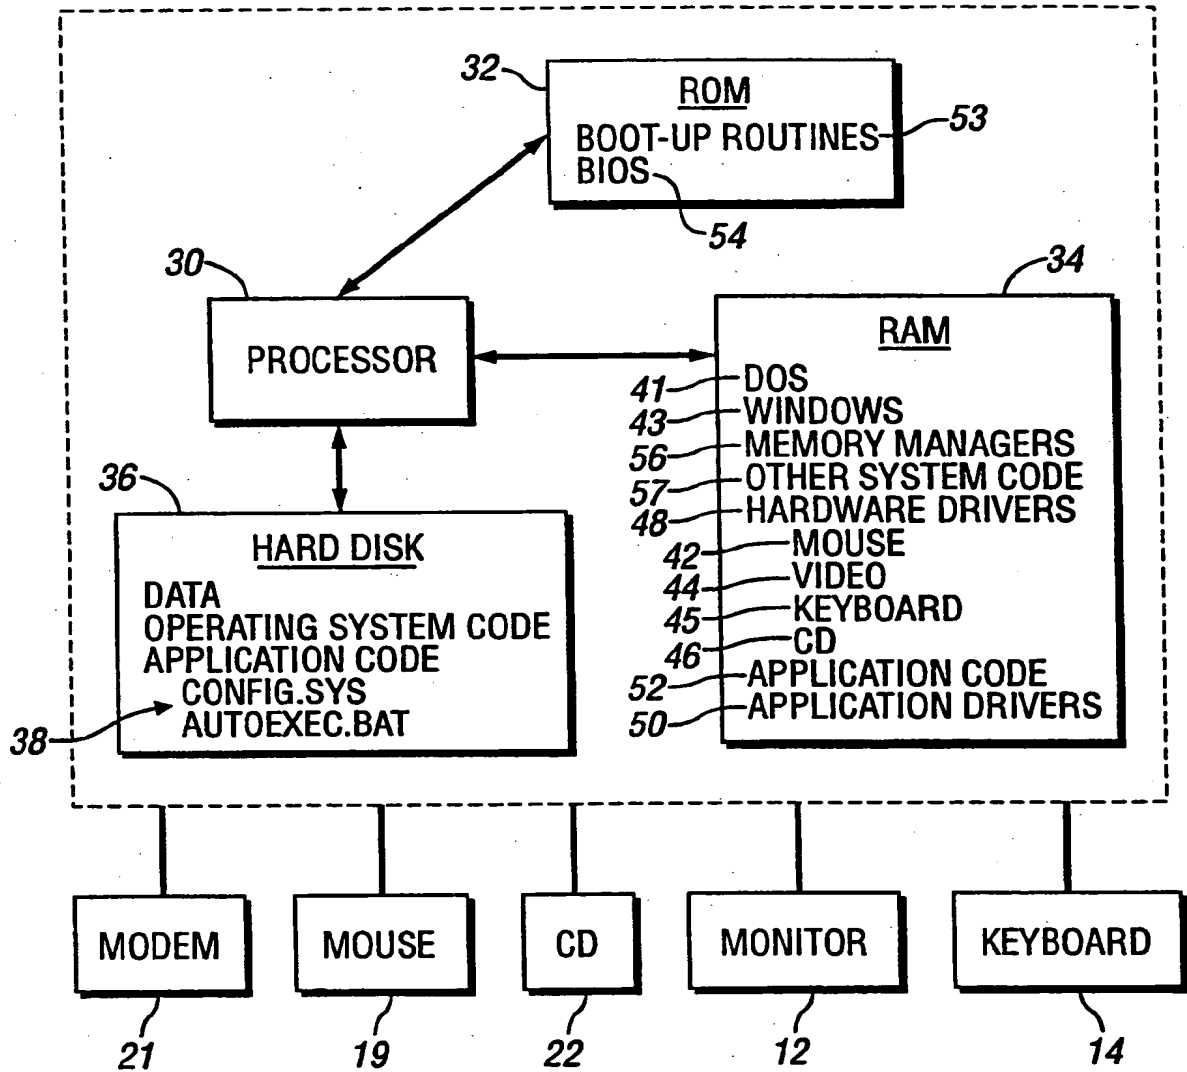 32
ROM
BOOT-UP ROUTINES 53
BIOS
54
30
PROCESSOR
34
RAM
41 DOS
43 WINDOWS
56 MEMORY MANAGERS
57 OTHER SYSTEM CODE
48 HARDWARE DRIVERS
42 MOUSE
44 VIDEO
45 KEYBOARD
46 CD
52 APPLICATION CODE
50 APPLICATION DRIVERS
36
HARD DISK
DATA
OPERATING SYSTEM CODE
APPLICATION CODE
CONFIG.SYS
AUTOEXEC.BAT
38
MODEM
MOUSE
CD
MONITOR
KEYBOARD
21
19
22
12
14